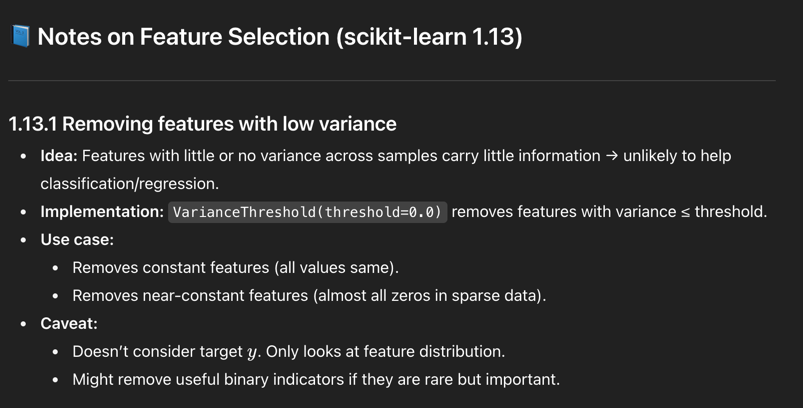 📘 Notes on Feature Selection (scikit-learn 1.13)
1.13.1 Removing features with low variance
• Idea: Features with little or no variance across samples carry little information → unlikely to help
classification/regression.
• Implementation: VarianceThreshold(threshold=0.0) removes features with variance ≤ threshold.
• Use case:
• Removes constant features (all values same).
• Removes near-constant features (almost all zeros in sparse data).
• Caveat:
• Doesn't consider target y. Only looks at feature distribution.
• Might remove useful binary indicators if they are rare but important.